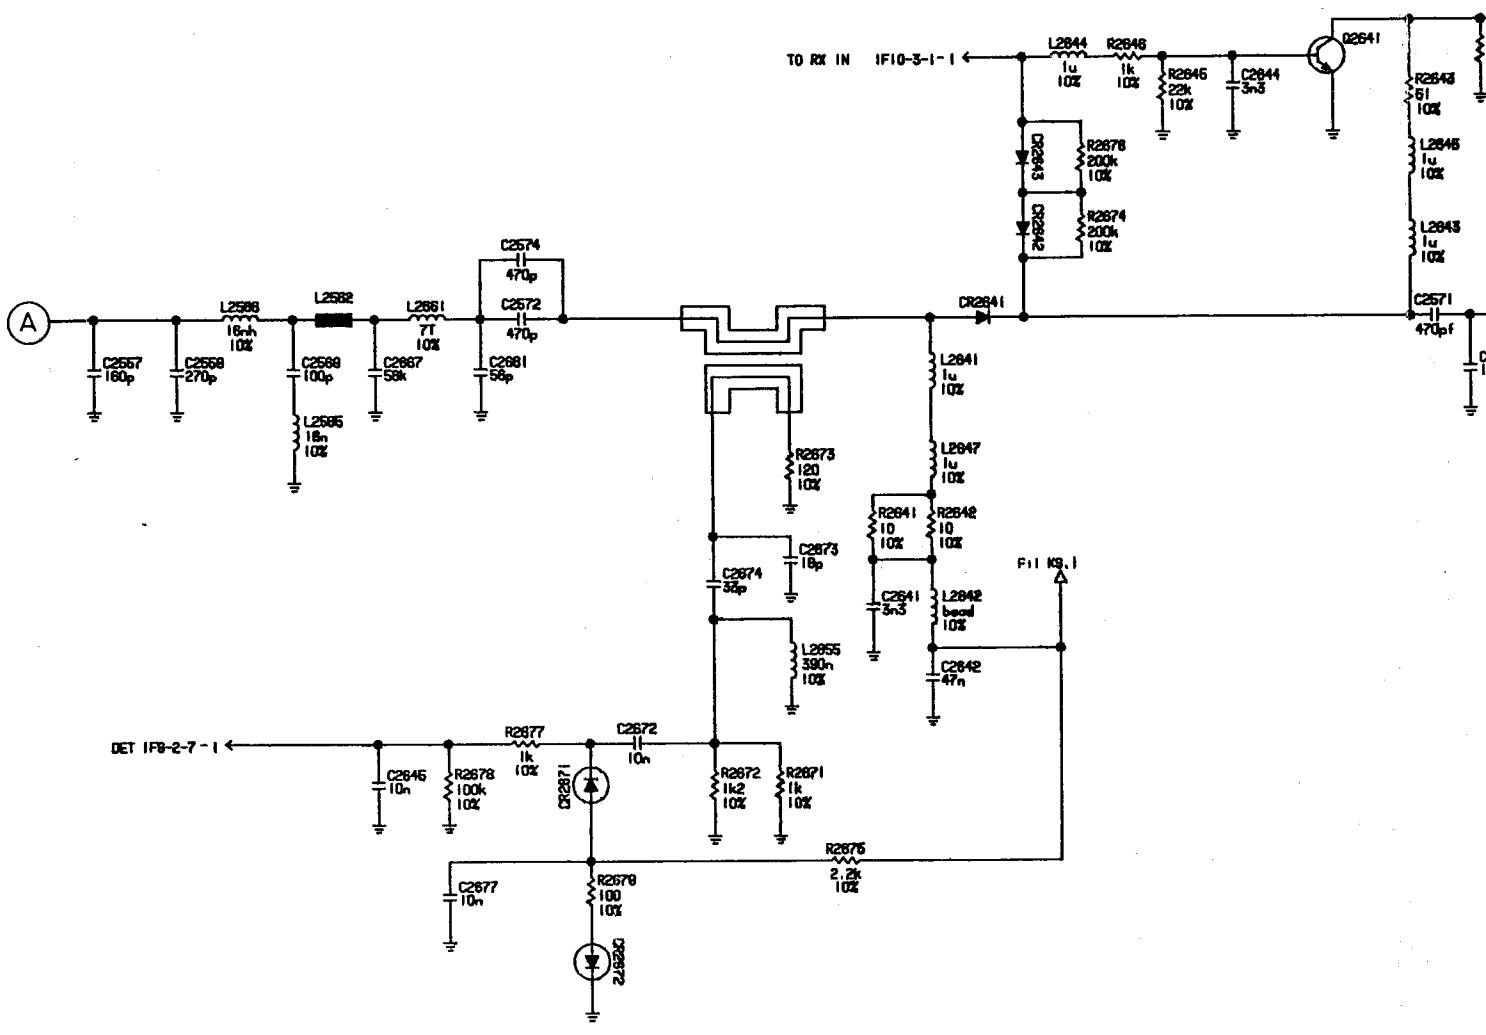 TO RX IN IF10-3-1-1
L2644
1u
10%
R2646
1k
10%
R2645
22k
10%
C2644
3n3
Q2641
R2643
51
10%
L2645
1u
10%
L2643
1u
10%
CR2643
R2676
200k
10%
CR2642
R2674
200k
10%
C2574
470p
C2572
470p
CR2641
C2571
470pf
A
L2566
16nh
10%
L2562
L2661
7T
10%
C2557
160p
C2558
270p
C2569
100p
C2667
56k
C2661
56p
L2565
16n
10%
L2641
1u
10%
L2647
1u
10%
R2673
120
10%
R2641
10
10%
R2642
10
10%
C2673
18p
C2674
33p
Fil K9.1
C2641
3n3
L2642
bead
10%
L2655
390n
10%
C2642
47n
DET IF9-2-7-1
R2677
1k
10%
C2672
10n
C2645
10n
R2678
100k
10%
CR2671
R2672
1k2
10%
R2671
1k
10%
R2675
2.2k
10%
C2677
10n
R2679
100
10%
CR2672